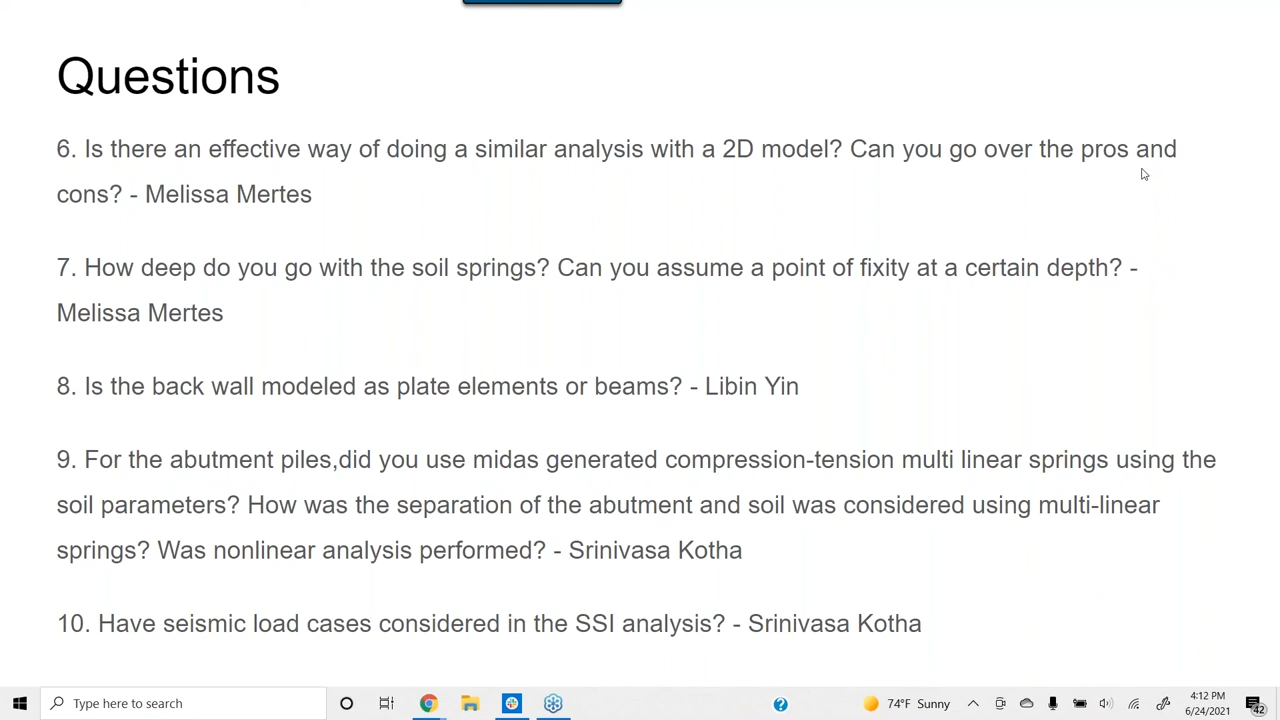 Questions
6. Is there an effective way of doing a similar analysis with a 2D model? Can you go over the pros and
cons? - Melissa Mertes
7. How deep do you go with the soil springs? Can you assume a point of fixity at a certain depth? -
Melissa Mertes
8. Is the back wall modeled as plate elements or beams? - Libin Yin
9. For the abutment piles,did you use midas generated compression-tension multi linear springs using the
soil parameters? How was the separation of the abutment and soil was considered using multi-linear
springs? Was nonlinear analysis performed? - Srinivasa Kotha
10. Have seismic load cases considered in the SSI analysis? - Srinivasa Kotha
Type here to search
74°F Sunny
4:12 PM
6/24/2021
42